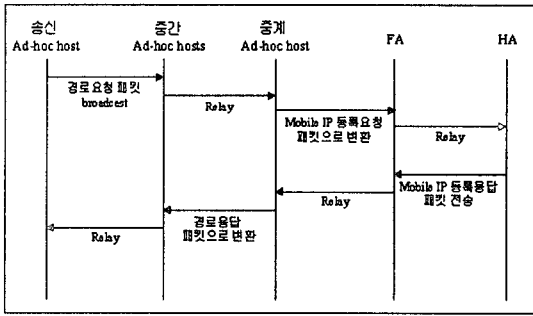 송신
Ad-hoc host
중간
Ad-hoc hosts
중계
Ad-hoc host
FA
HA
경로요청 패킷
broadcast
Relay
Mobile IP 등록요청
패킷으로 변환
Relay
Mobile IP 등록응답
패킷 전송
Relay
경로응답
패킷으로 변환
Relay